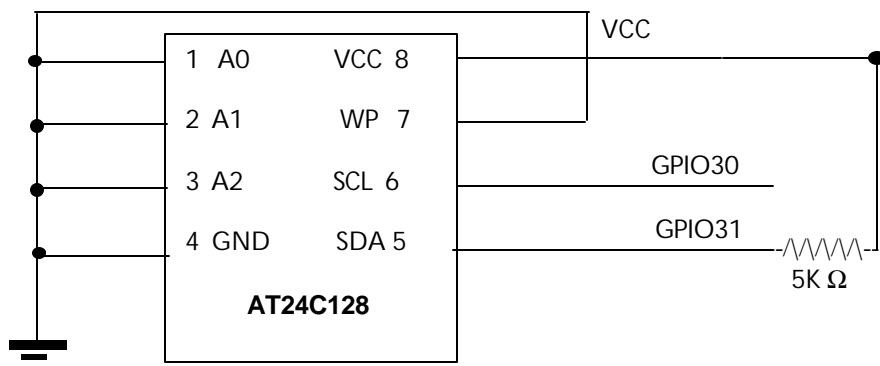 VCC
1 A0 VCC 8
2 A1 WP 7
3 A2 SCL 6
GPIO30
4 GND SDA 5
GPIO31
5K Ω
AT24C128